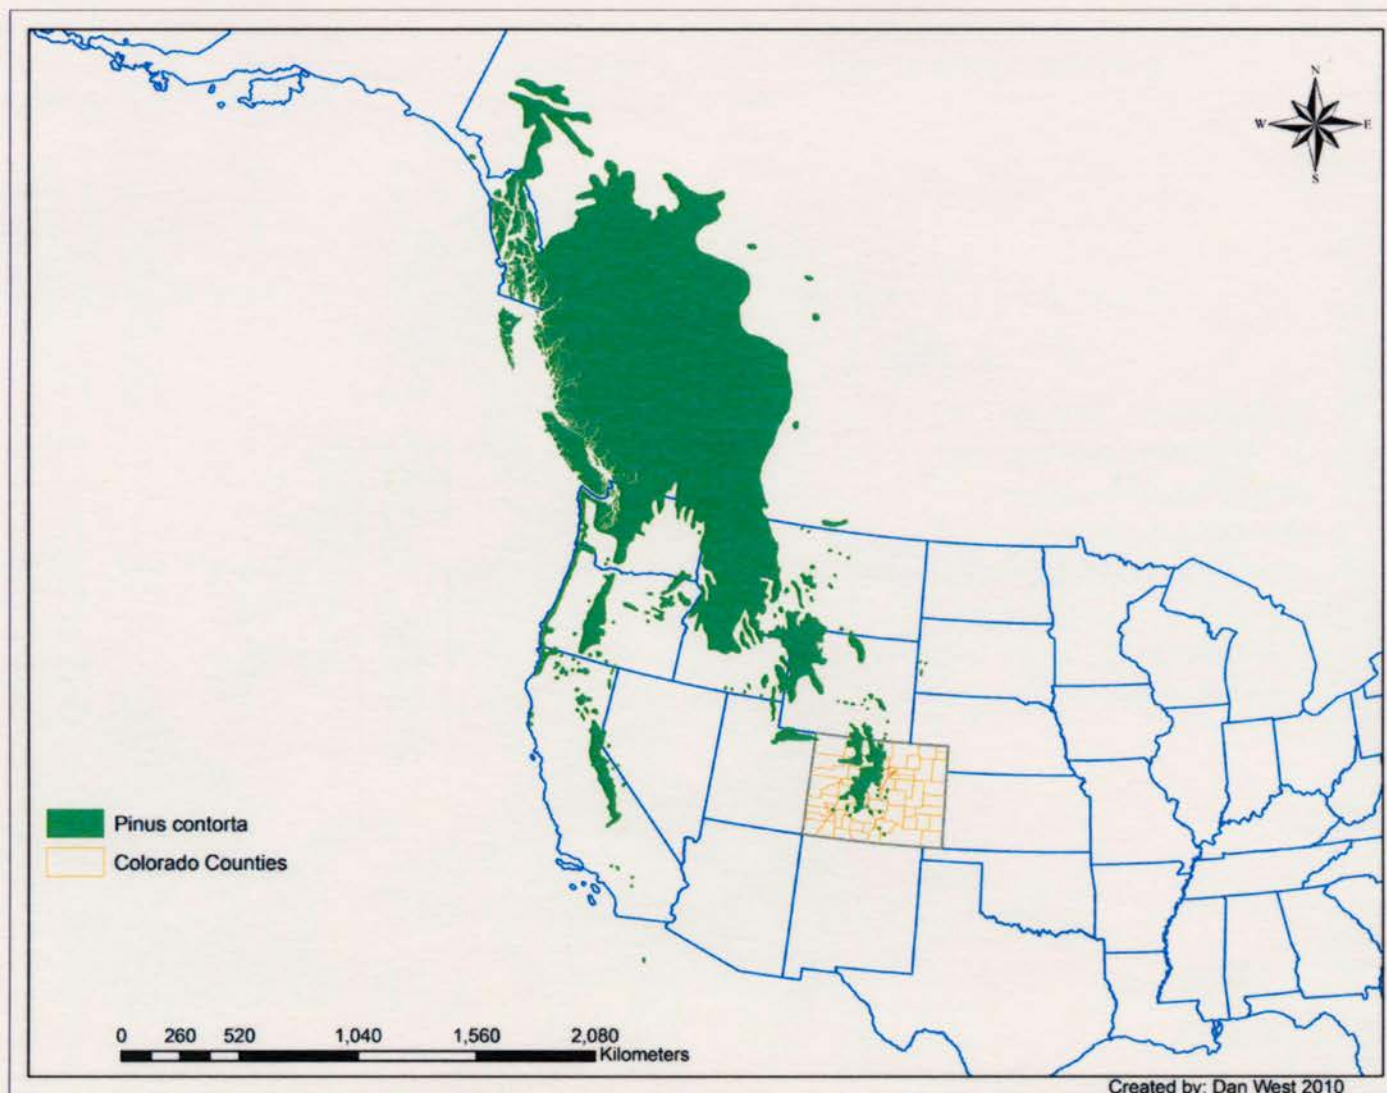 N
W E
S
Pinus contorta
Colorado Counties
0 260 520 1,040 1,560 2,080
Kilometers
Created by: Dan West 2010